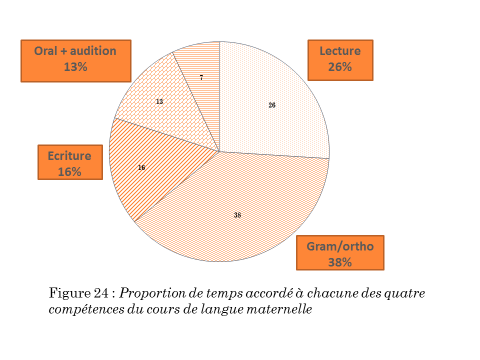 Oral + audition
13%
Lecture
26%
7
13
26
Ecriture
16%
16
38
Gram/ortho
38%
Figure 24 : Proportion de temps accordé à chacune des quatre
compétences du cours de langue maternelle